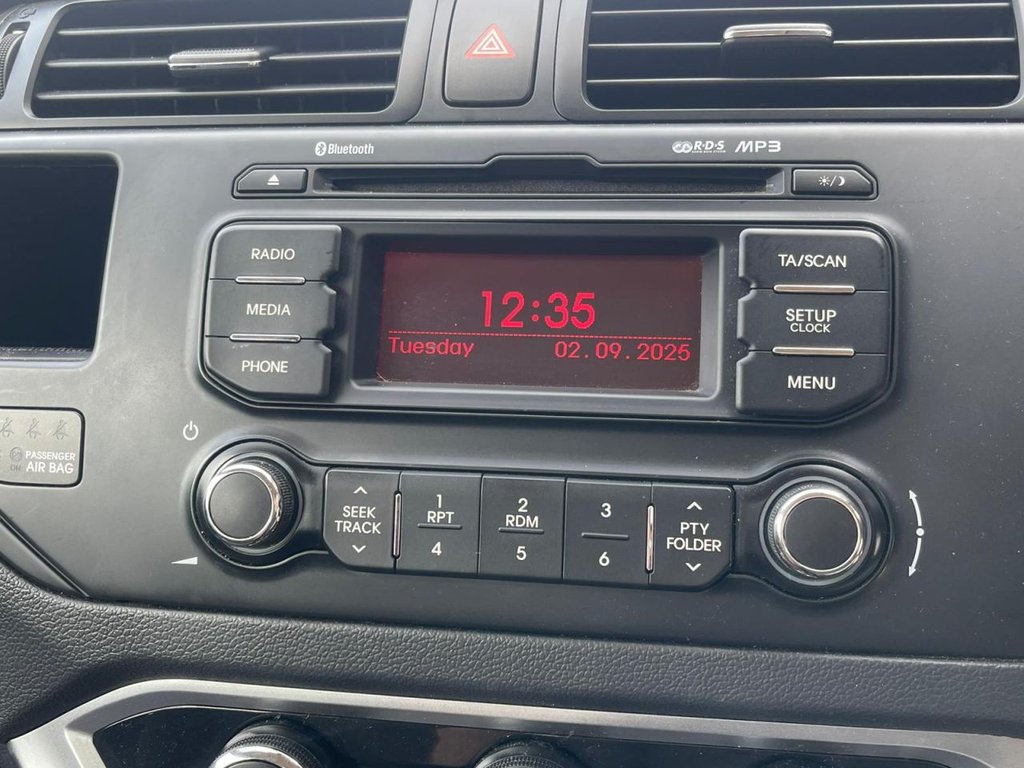 Bluetooth
R·D·S
MP3
RADIO
MEDIA
PHONE
12:35
Tuesday 02.09.2025
TA/SCAN
SETUP
CLOCK
MENU
PASSENGER
AIR BAG
SEEK
TRACK
1
RPT
4
2
RDM
5
3
6
PTY
FOLDER